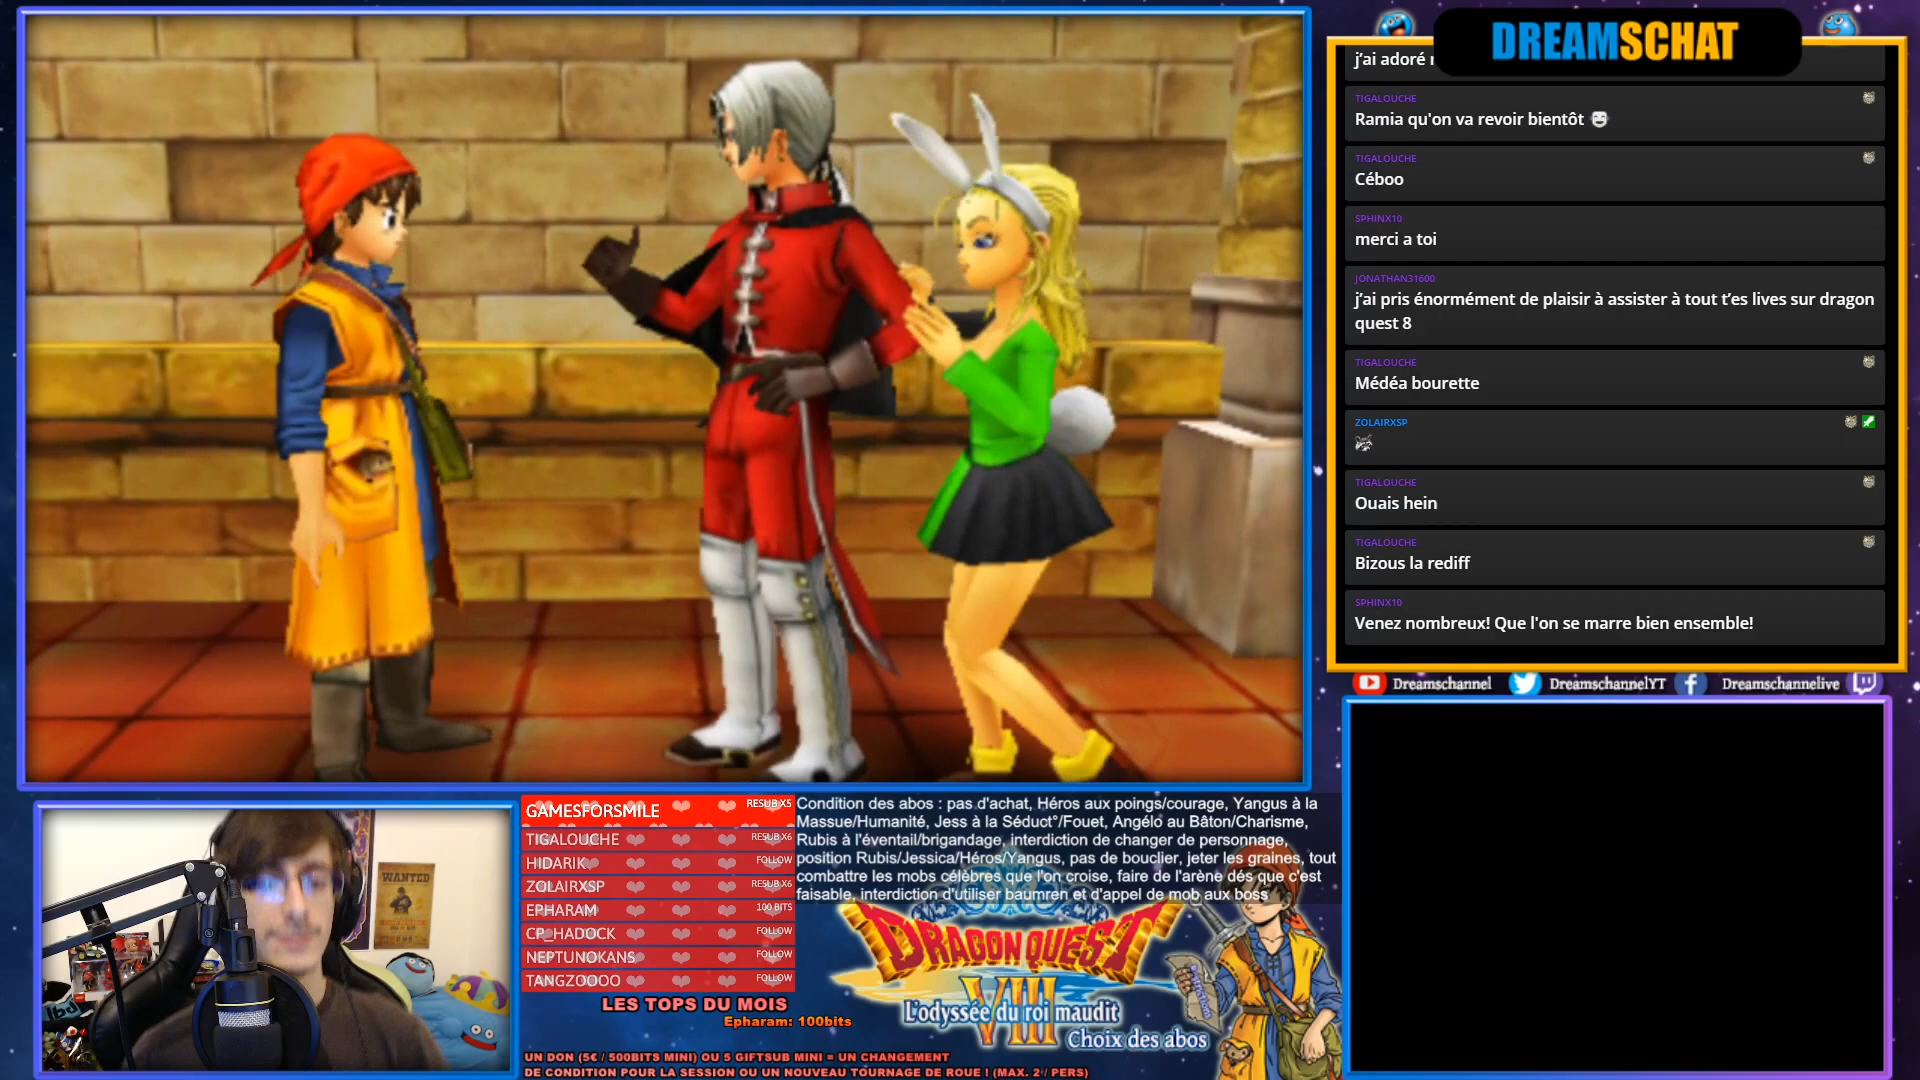 DREAMSCHAT
j'ai adoré
TIGALOUCHE
Ramia qu'on va revoir bientôt
TIGALOUCHE
Céboo
SPHINX10
merci a toi
JONATHAN31600
j'ai pris énormément de plaisir à assister à tout t'es lives sur dragon
quest 8
TIGALOUCHE
Médéa bourette
ZOLAIRXSP
TIGALOUCHE
Ouais hein
TIGALOUCHE
Bizous la rediff
SPHINX10
Venez nombreux! Que l'on se marre bien ensemble!
Dreamschannel DreamschannelYT Dreamschannelive
WANTED
GAMESFORSMILE RESUB X5
TIGALOUCHE RESUB X6
HIDARIK FOLLOW
ZOLAIRXSP RESUB X6
EPHARAM 100 BITS
CP_HADOCK FOLLOW
NEPTUNOKANS FOLLOW
TANGZOOOO FOLLOW
LES TOPS DU MOIS
Epharam: 100bits
Condition des abos : pas d'achat, Héros aux poings/courage, Yangus à la
Massue/Humanité, Jess à la Séduct°/Fouet, Angélo au Bâton/Charisme,
Rubis à l'éventail/brigandage, interdiction de changer de personnage,
position Rubis/Jessica/Héros/Yangus, pas de bouclier, jeter les graines, tout
combattre les mobs célèbres que l'on croise, faire de l'arène dés que c'est
faisable, interdiction d'utiliser baumren et d'appel de mob aux boss
DRAGON QUEST
VIII
L'odyssée du roi maudit
Choix des abos
UN DON (5€ / 500BITS MINI) OU 5 GIFTSUB MINI = UN CHANGEMENT
DE CONDITION POUR LA SESSION OU UN NOUVEAU TOURNAGE DE ROUE ! (MAX. 2 / PERS)